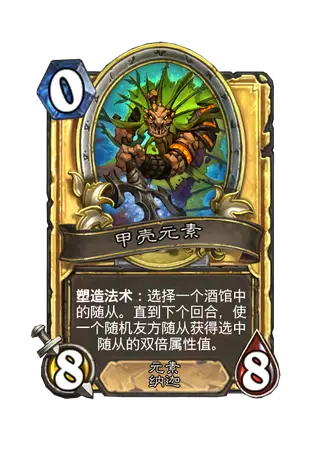 0
甲壳元素
塑造法术：选择一个酒馆中
的随从。直到下个回合，使
一个随机友方随从获得选中
随从的双倍属性值。
元素
纳迦
8
8